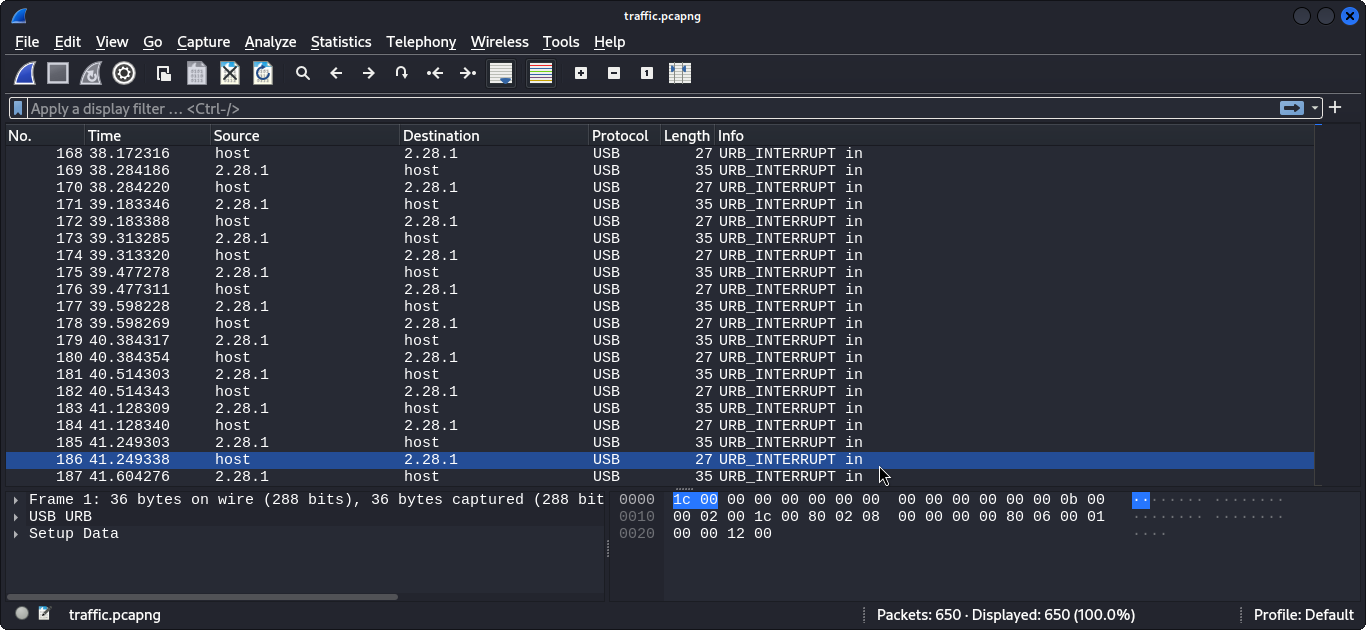 traffic.pcapng
File Edit View Go Capture Analyze Statistics Telephony Wireless Tools Help
Apply a display filter … <Ctrl-/>
No. Time Source Destination Protocol Length Info
168 38.172316 host 2.28.1 USB 27 URB_INTERRUPT in
169 38.284186 2.28.1 host USB 35 URB_INTERRUPT in
170 38.284220 host 2.28.1 USB 27 URB_INTERRUPT in
171 39.183346 2.28.1 host USB 35 URB_INTERRUPT in
172 39.183388 host 2.28.1 USB 27 URB_INTERRUPT in
173 39.313285 2.28.1 host USB 35 URB_INTERRUPT in
174 39.313320 host 2.28.1 USB 27 URB_INTERRUPT in
175 39.477278 2.28.1 host USB 35 URB_INTERRUPT in
176 39.477311 host 2.28.1 USB 27 URB_INTERRUPT in
177 39.598228 2.28.1 host USB 35 URB_INTERRUPT in
178 39.598269 host 2.28.1 USB 27 URB_INTERRUPT in
179 40.384317 2.28.1 host USB 35 URB_INTERRUPT in
180 40.384354 host 2.28.1 USB 27 URB_INTERRUPT in
181 40.514303 2.28.1 host USB 35 URB_INTERRUPT in
182 40.514343 host 2.28.1 USB 27 URB_INTERRUPT in
183 41.128309 2.28.1 host USB 35 URB_INTERRUPT in
184 41.128340 host 2.28.1 USB 27 URB_INTERRUPT in
185 41.249303 2.28.1 host USB 35 URB_INTERRUPT in
186 41.249338 host 2.28.1 USB 27 URB_INTERRUPT in
187 41.604276 2.28.1 host USB 35 URB_INTERRUPT in
Frame 1: 36 bytes on wire (288 bits), 36 bytes captured (288 bit
USB URB
Setup Data
0000 1c 00 00 00 00 00 00 00 00 00 00 00 00 00 0b 00 ········ ········
0010 00 02 00 1c 00 80 02 08 00 00 00 00 80 06 00 01 ········ ········
0020 00 00 12 00 ····
traffic.pcapng
Packets: 650 · Displayed: 650 (100.0%)
Profile: Default